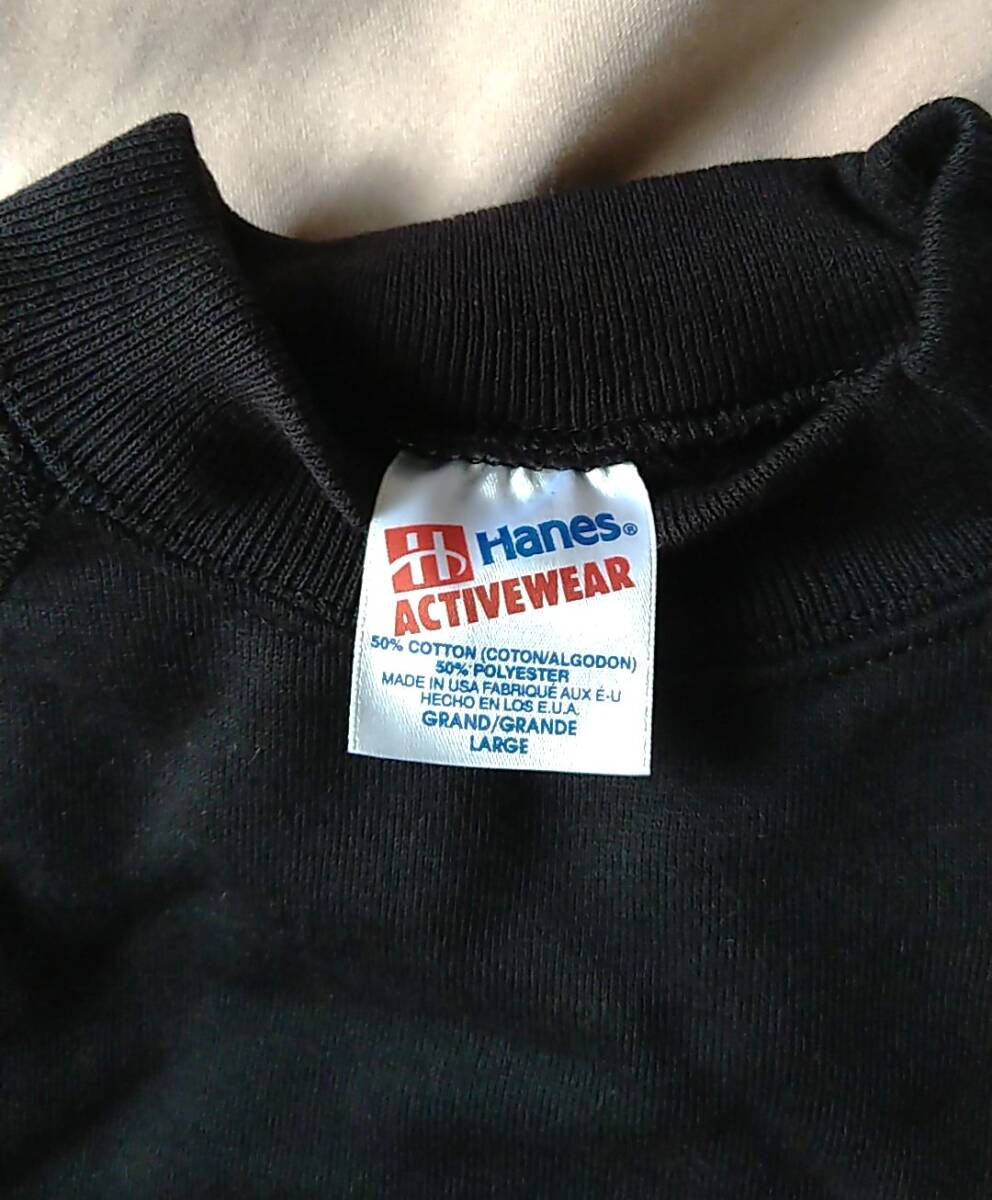 Hanes®
ACTIVEWEAR
50% COTTON (COTON/ALGODON)
50% POLYESTER
MADE IN USA FABRIQUÉ AUX É-U
HECHO EN LOS E.U.A.
GRAND/GRANDE
LARGE